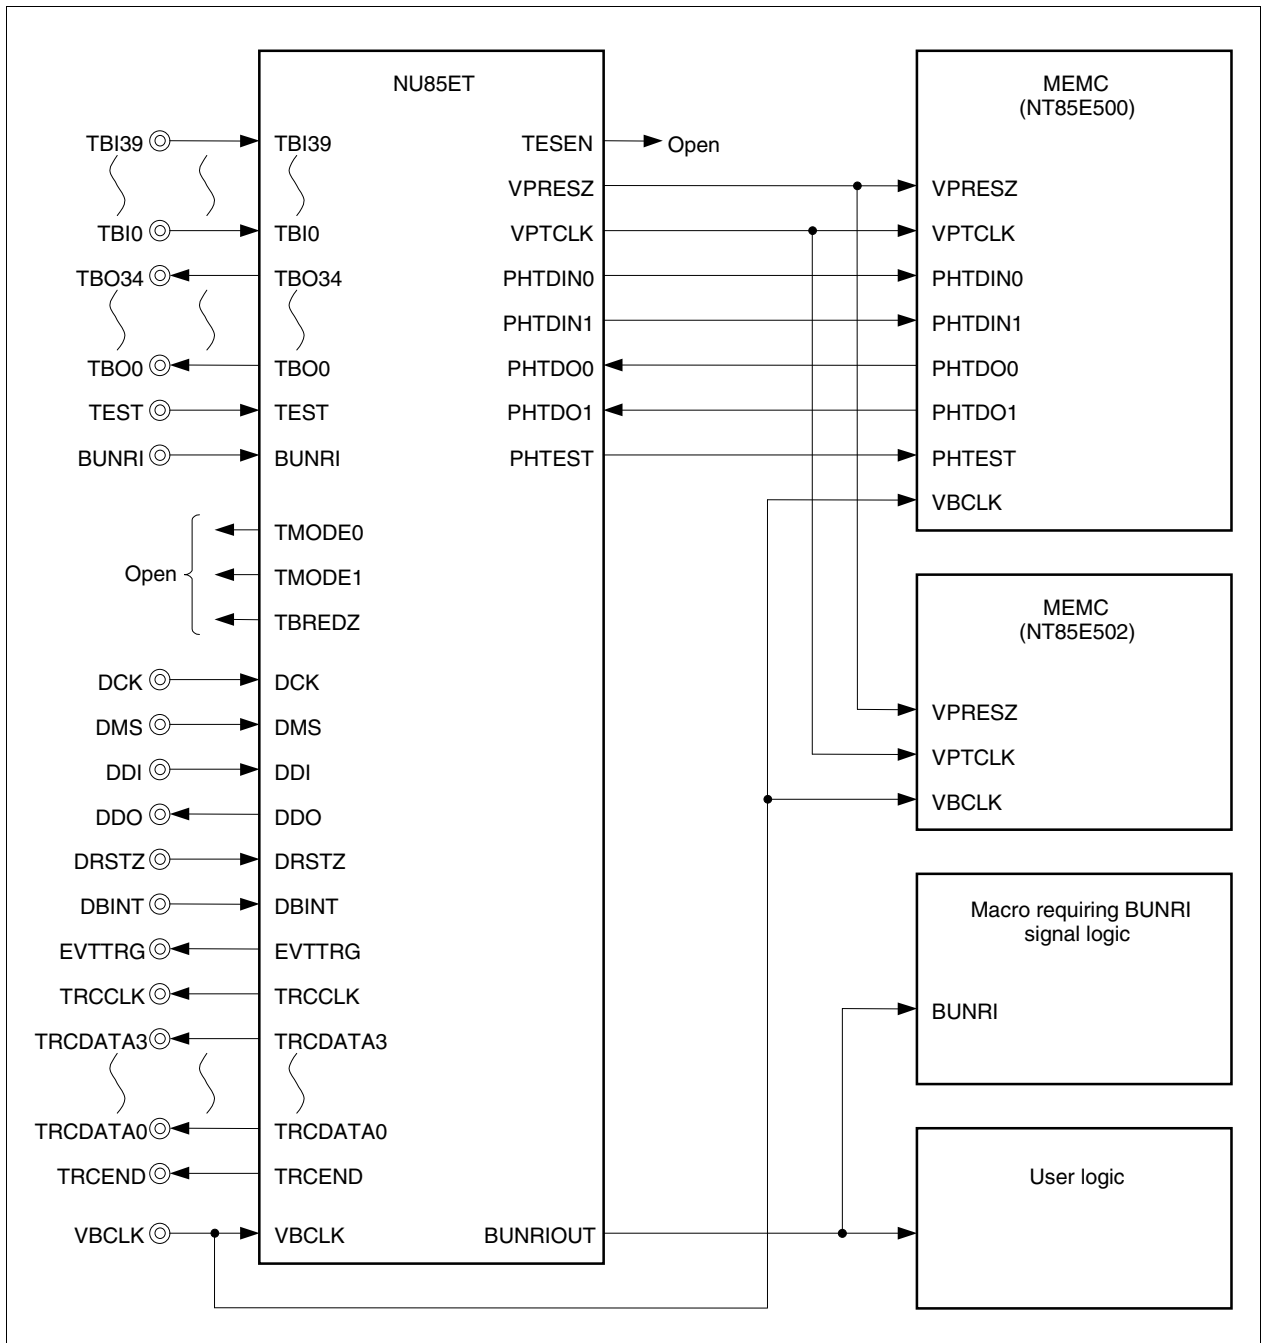 NU85ET
TBI39
TBI39
TBI0
TBI0
TBO34
TBO34
TBO0
TBO0
TEST
TEST
BUNRI
BUNRI
Open
TMODE0
TMODE1
TBREDZ
DCK
DCK
DMS
DMS
DDI
DDI
DDO
DDO
DRSTZ
DRSTZ
DBINT
DBINT
EVTTRG
EVTTRG
TRCCLK
TRCCLK
TRCDATA3
TRCDATA3
TRCDATA0
TRCDATA0
TRCEND
TRCEND
VBCLK
VBCLK
TESEN
Open
VPRESZ
VPTCLK
PHTDIN0
PHTDIN1
PHTDO0
PHTDO1
PHTEST
BUNRIOUT
MEMC
(NT85E500)
VPRESZ
VPTCLK
PHTDIN0
PHTDIN1
PHTDO0
PHTDO1
PHTEST
VBCLK
MEMC
(NT85E502)
VPRESZ
VPTCLK
VBCLK
Macro requiring BUNRI
signal logic
BUNRI
User logic